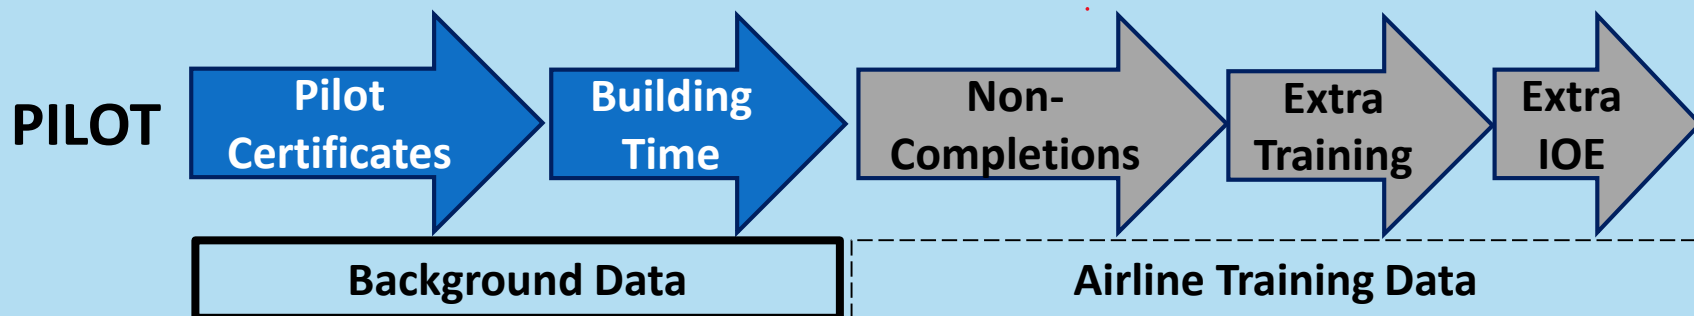 PILOT
Pilot
Certificates
Building
Time
Non-
Completions
Extra
Training
Extra
IOE
Background Data
Airline Training Data